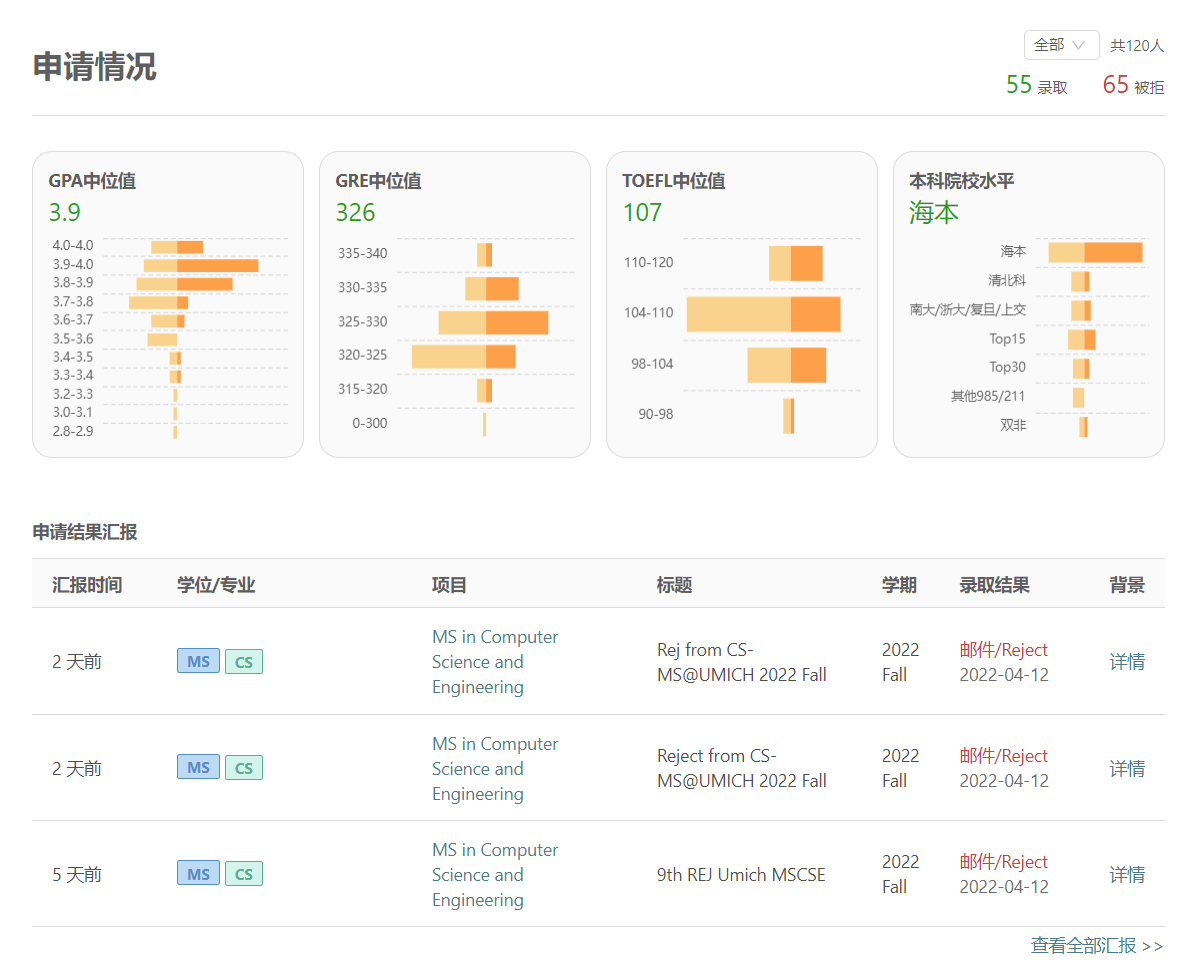 申请情况
全部 共120人
55 录取 65 被拒
GPA中位值
3.9
4.0-4.0
3.9-4.0
3.8-3.9
3.7-3.8
3.6-3.7
3.5-3.6
3.4-3.5
3.3-3.4
3.2-3.3
3.0-3.1
2.8-2.9
GRE中位值
326
335-340
330-335
325-330
320-325
315-320
0-300
TOEFL中位值
107
110-120
104-110
98-104
90-98
本科院校水平
海本
海本
清北科
南大/浙大/复旦/上交
Top15
Top30
其他985/211
双非
申请结果汇报
汇报时间 学位/专业 项目 标题 学期 录取结果 背景
2 天前
MS CS
MS in Computer
Science and
Engineering
Rej from CS-
MS@UMICH 2022 Fall
2022
Fall
邮件/Reject
2022-04-12
详情
2 天前
MS CS
MS in Computer
Science and
Engineering
Reject from CS-
MS@UMICH 2022 Fall
2022
Fall
邮件/Reject
2022-04-12
详情
5 天前
MS CS
MS in Computer
Science and
Engineering
9th REJ Umich MSCSE
2022
Fall
邮件/Reject
2022-04-12
详情
查看全部汇报 >>